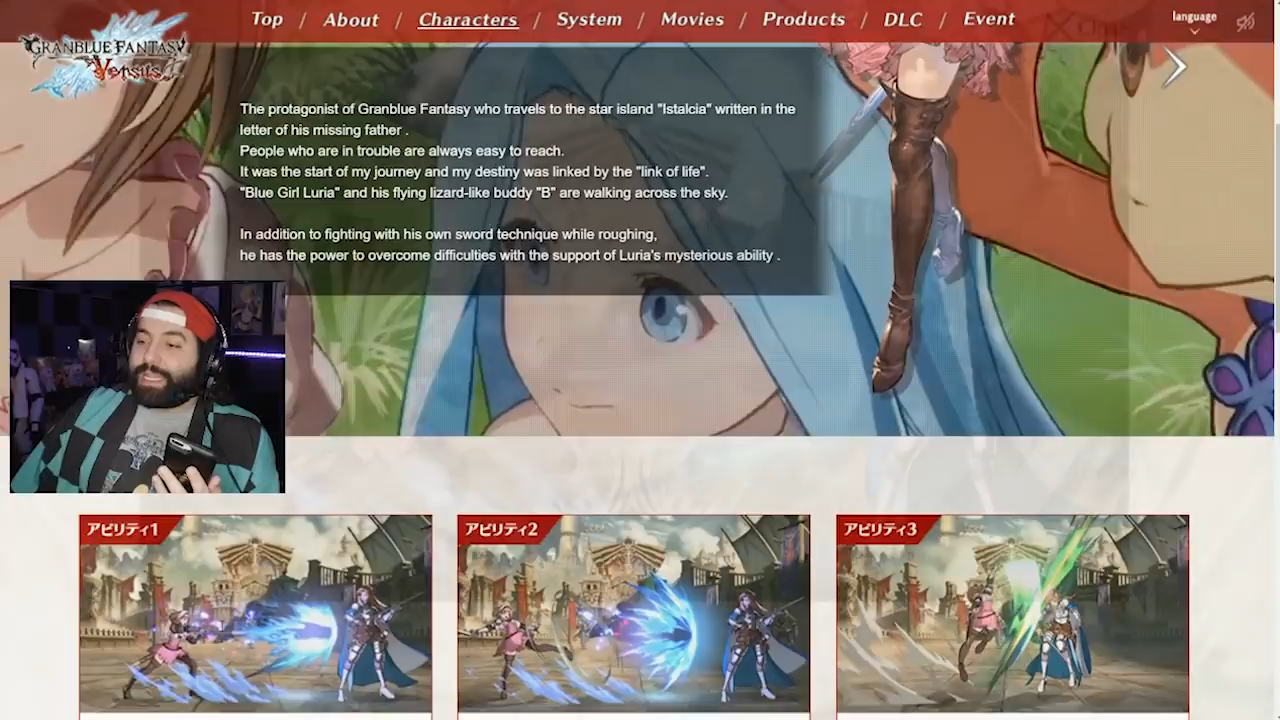 Top / About / Characters / System / Movies / Products / DLC / Event
language
GRANBLUE FANTASY
Versus
The protagonist of Granblue Fantasy who travels to the star island "Istalcia" written in the
letter of his missing father .
People who are in trouble are always easy to reach.
It was the start of my journey and my destiny was linked by the "link of life".
"Blue Girl Luria" and his flying lizard-like buddy "B" are walking across the sky.
In addition to fighting with his own sword technique while roughing,
he has the power to overcome difficulties with the support of Luria's mysterious ability .
アビリティ1
アビリティ2
アビリティ3